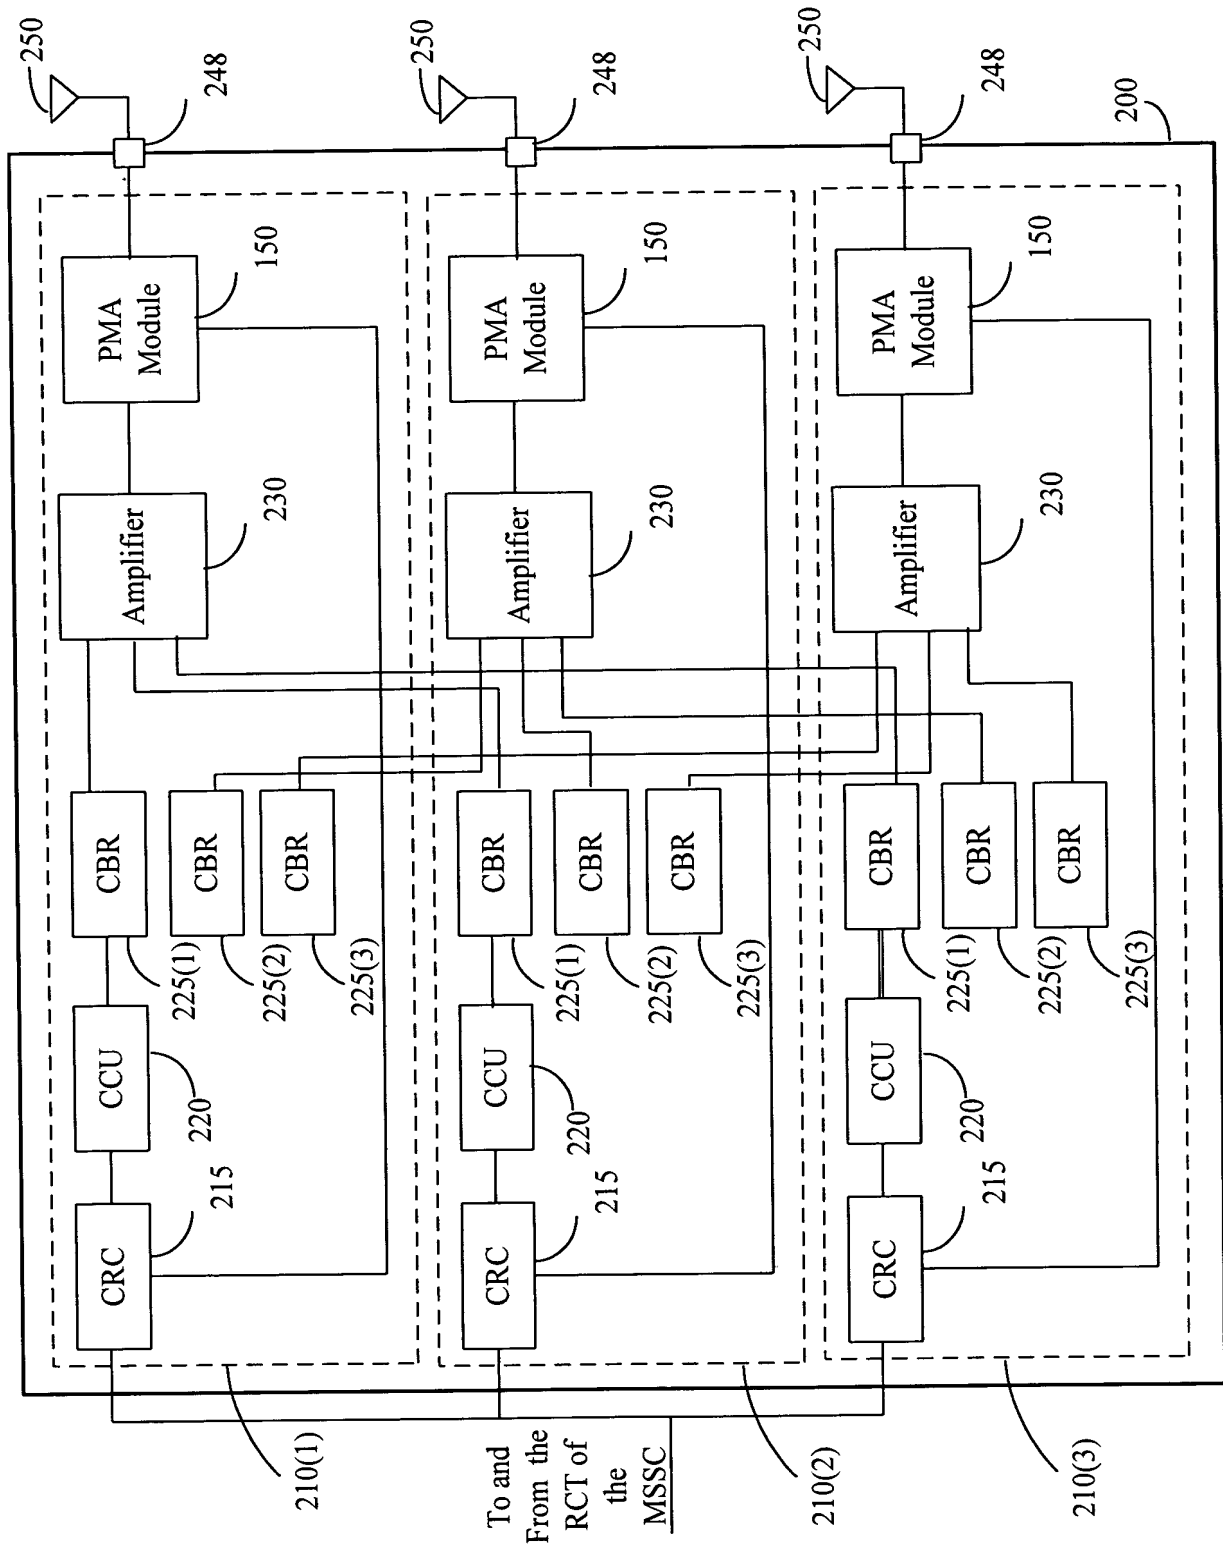 250
248
250
248
250
248
200
PMA
Module
150
PMA
Module
150
PMA
Module
150
Amplifier
230
Amplifier
230
Amplifier
230
CBR
CBR
CBR
225(1)
225(2)
225(3)
CBR
CBR
CBR
225(1)
225(2)
225(3)
CBR
CBR
CBR
225(1)
225(2)
225(3)
CCU
220
CCU
220
CCU
220
CRC
215
CRC
215
CRC
215
210(1)
To and
From the
RCT of
the
MSSC
210(2)
210(3)